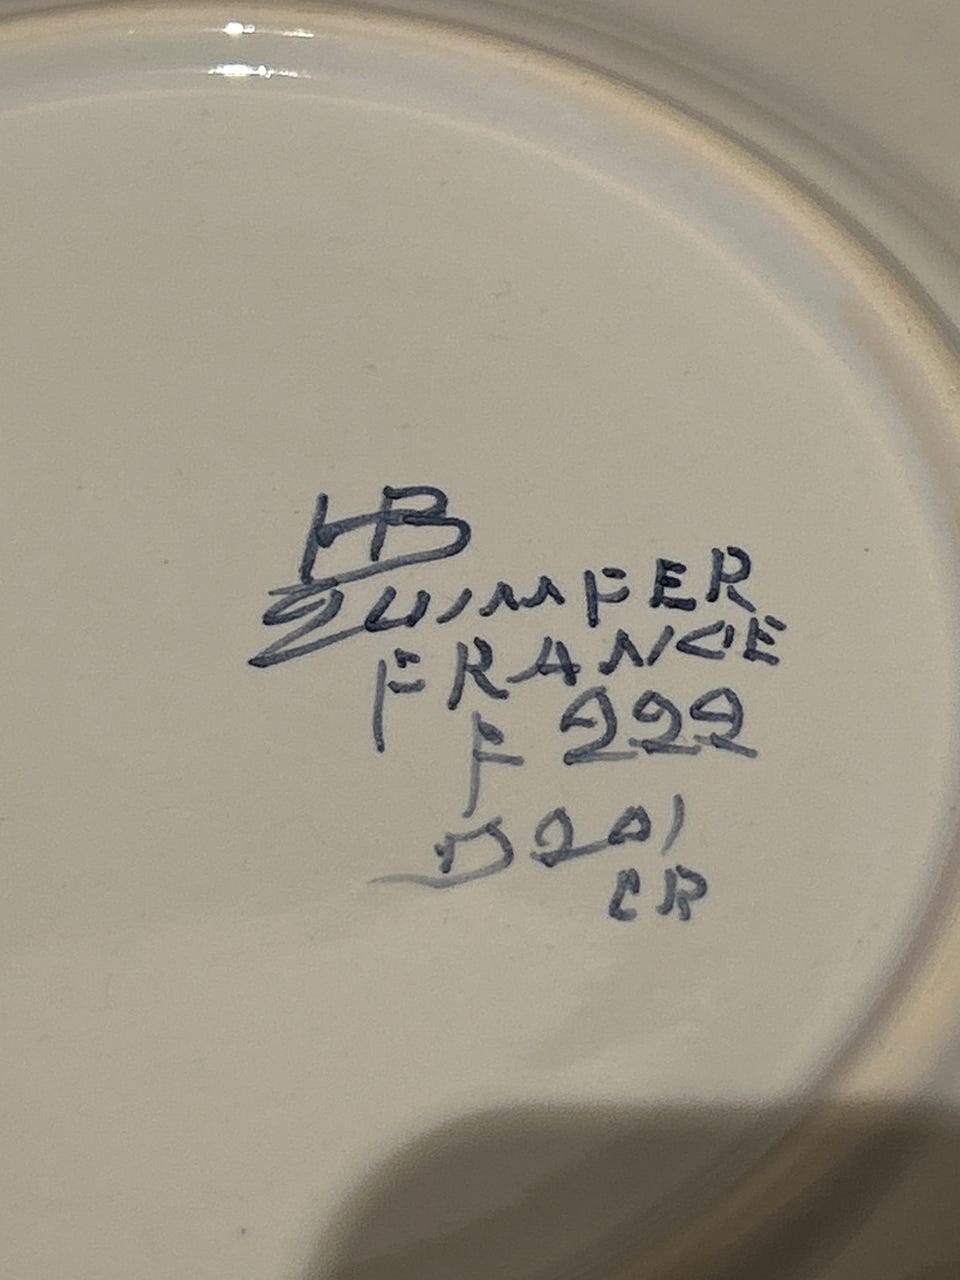 HB
QUIMPER
FRANCE
F 222
D201
CR